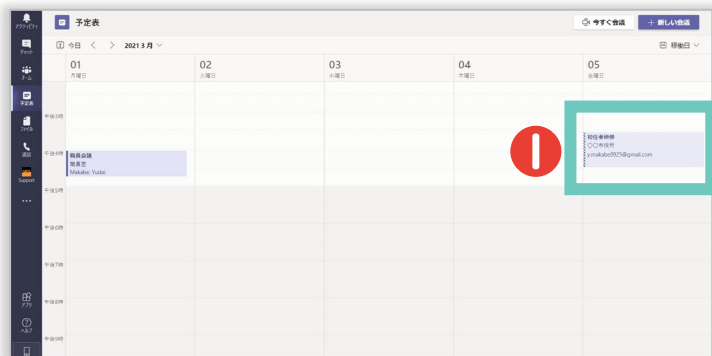 アクティビティ
予定表
今すぐ会議
+ 新しい会議
チャット
今日
2021 3 月
稼働日
チーム
01
02
03
04
05
月曜日
火曜日
水曜日
木曜日
金曜日
予定表
午後3時
ファイル
初任者研修
〇〇市役所
y.makabe0925@gmail.com
通話
午後4時
職員会議
職員室
Makabe, Yudai
Support
午後5時
午後6時
午後7時
アプリ
午後8時
ヘルプ
午後9時